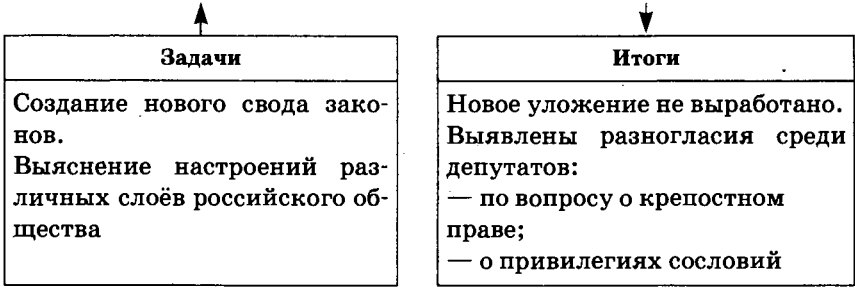 Задачи
Создание нового свода зако-
нов.
Выяснение настроений раз-
личных слоёв российского об-
щества
Итоги
Новое уложение не выработано.
Выявлены разногласия среди
депутатов:
— по вопросу о крепостном
праве;
— о привилегиях сословий